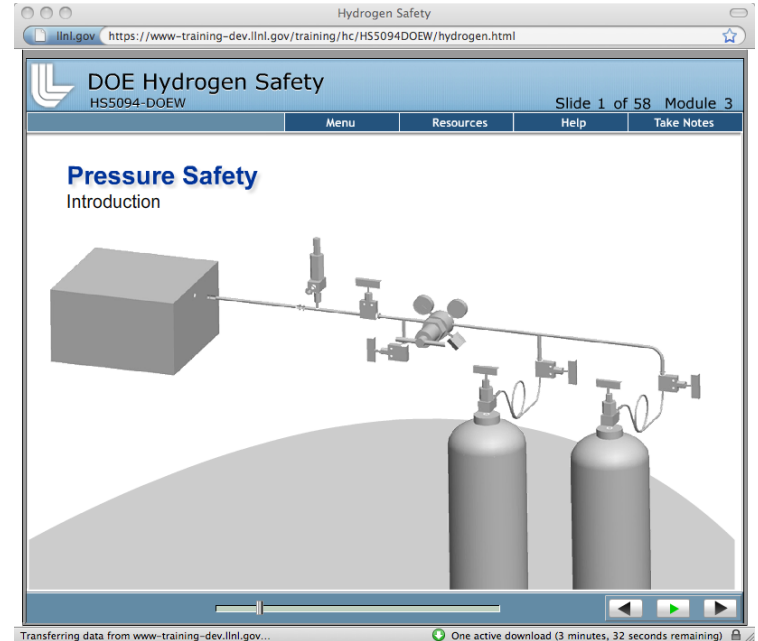 Hydrogen Safety
llnl.gov https://www-training-dev.llnl.gov/training/hc/HS5094DOEW/hydrogen.html
DOE Hydrogen Safety
HS5094-DOEW
Slide 1 of 58 Module 3
Menu Resources Help Take Notes
Pressure Safety
Introduction
Transferring data from www-training-dev.llnl.gov... One active download (3 minutes, 32 seconds remaining)